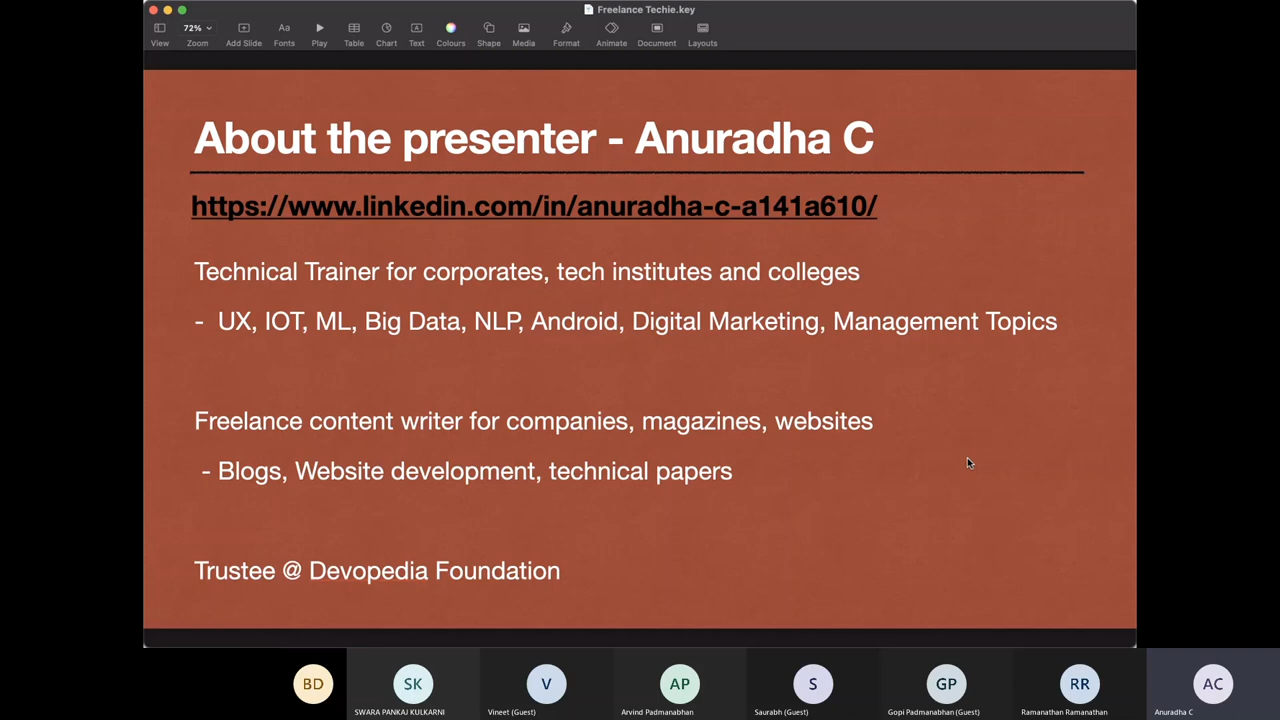 Freelance Techie.key
72%
View Zoom Add Slide Fonts Play Table Chart Text Colours Shape Media Format Animate Document Layouts
About the presenter - Anuradha C
https://www.linkedin.com/in/anuradha-c-a141a610/
Technical Trainer for corporates, tech institutes and colleges
- UX, IOT, ML, Big Data, NLP, Android, Digital Marketing, Management Topics
Freelance content writer for companies, magazines, websites
- Blogs, Website development, technical papers
Trustee @ Devopedia Foundation
BD SK V AP S GP RR AC
SWARA PANKAJ KULKARNI Vineet (Guest) Arvind Padmanabhan Saurabh (Guest) Gopi Padmanabhan (Guest) Ramanathan Ramanathan Anuradha C